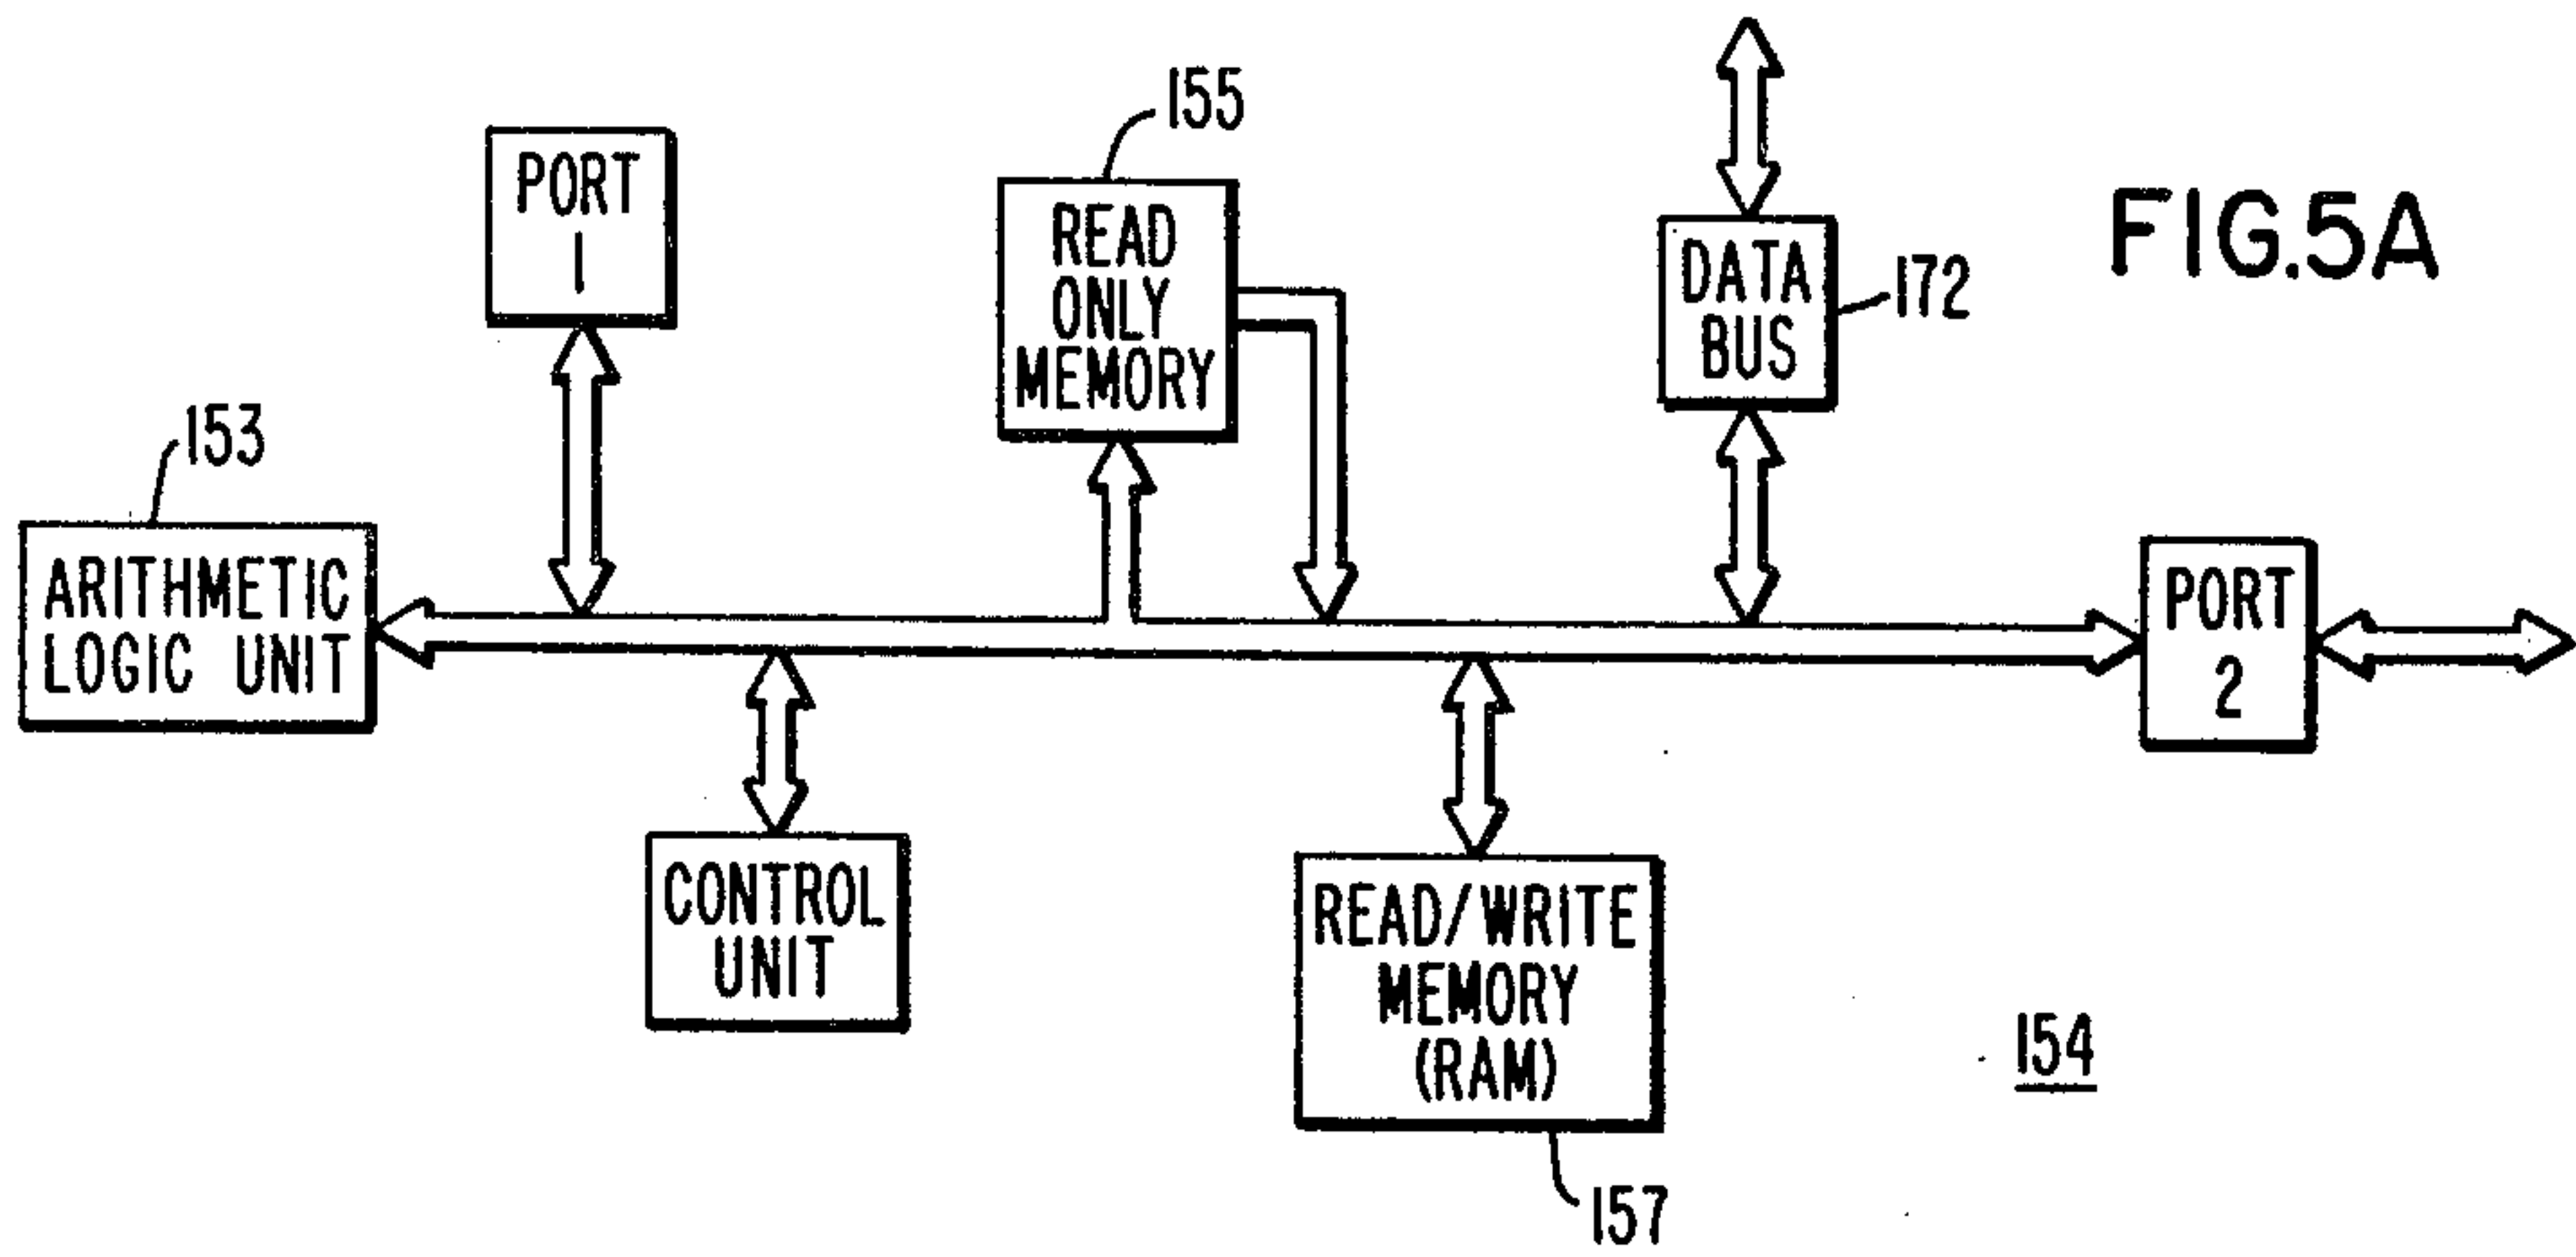 155
PORT
1
READ
ONLY
MEMORY
DATA
BUS
172
FIG.5A
153
ARITHMETIC
LOGIC UNIT
PORT
2
CONTROL
UNIT
READ/WRITE
MEMORY
(RAM)
154
157